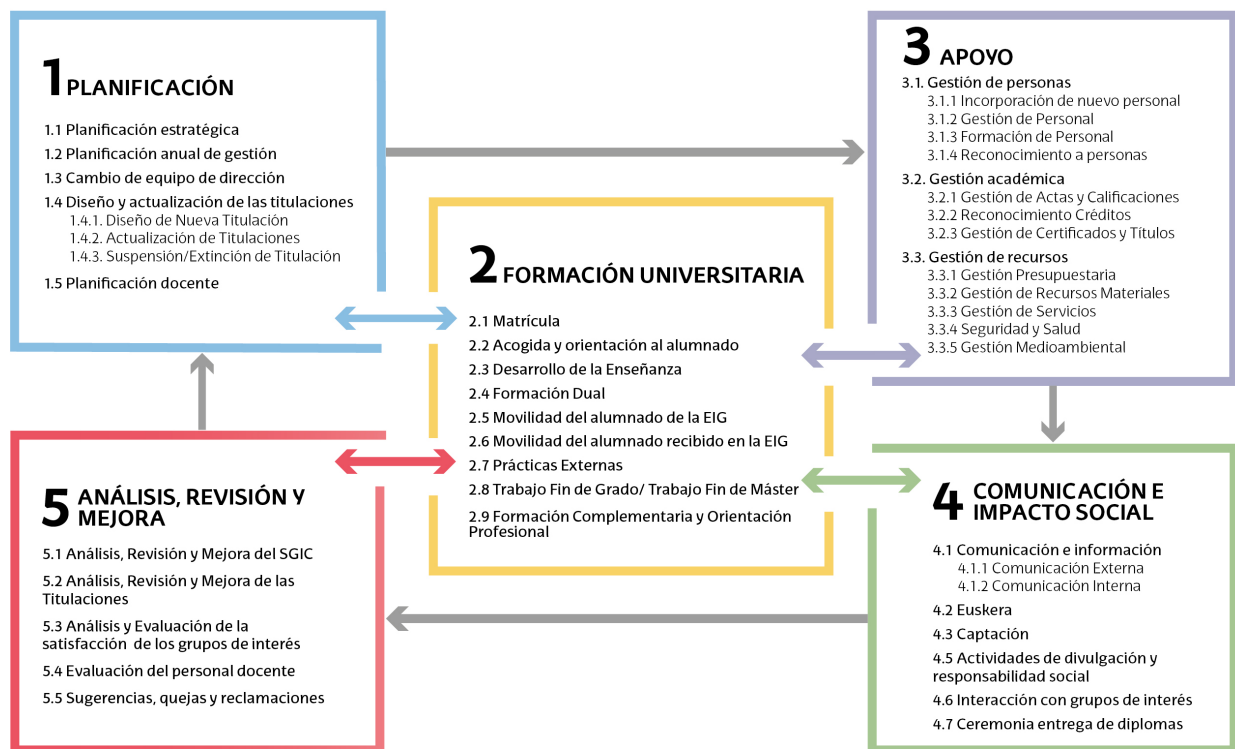 1 PLANIFICACIÓN
1.1 Planificación estratégica
1.2 Planificación anual de gestión
1.3 Cambio de equipo de dirección
1.4 Diseño y actualización de las titulaciones
1.4.1. Diseño de Nueva Titulación
1.4.2. Actualización de Titulaciones
1.4.3. Suspensión/Extinción de Titulación
1.5 Planificación docente
2 FORMACIÓN UNIVERSITARIA
2.1 Matrícula
2.2 Acogida y orientación al alumnado
2.3 Desarrollo de la Enseñanza
2.4 Formación Dual
2.5 Movilidad del alumnado de la EIG
2.6 Movilidad del alumnado recibido en la EIG
2.7 Prácticas Externas
2.8 Trabajo Fin de Grado/ Trabajo Fin de Máster
2.9 Formación Complementaria y Orientación
Profesional
3 APOYO
3.1. Gestión de personas
3.1.1 Incorporación de nuevo personal
3.1.2 Gestión de Personal
3.1.3 Formación de Personal
3.1.4 Reconocimiento a personas
3.2. Gestión académica
3.2.1 Gestión de Actas y Calificaciones
3.2.2 Reconocimiento Créditos
3.2.3 Gestión de Certificados y Títulos
3.3. Gestión de recursos
3.3.1 Gestión Presupuestaria
3.3.2 Gestión de Recursos Materiales
3.3.3 Gestión de Servicios
3.3.4 Seguridad y Salud
3.3.5 Gestión Medioambiental
4 COMUNICACIÓN E
IMPACTO SOCIAL
4.1 Comunicación e información
4.1.1 Comunicación Externa
4.1.2 Comunicación Interna
4.2 Euskera
4.3 Captación
4.5 Actividades de divulgación y
responsabilidad social
4.6 Interacción con grupos de interés
4.7 Ceremonia entrega de diplomas
5 ANÁLISIS, REVISIÓN Y
MEJORA
5.1 Análisis, Revisión y Mejora del SGIC
5.2 Análisis, Revisión y Mejora de las
Titulaciones
5.3 Análisis y Evaluación de la
satisfacción de los grupos de interés
5.4 Evaluación del personal docente
5.5 Sugerencias, quejas y reclamaciones